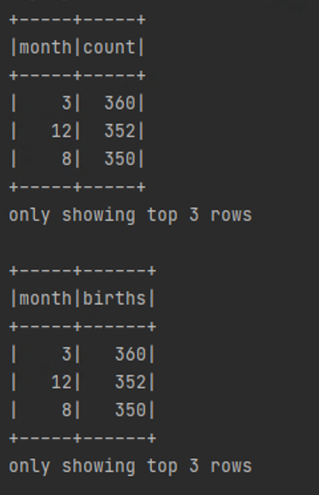 +-----+-----+
|month|count|
+-----+-----+
|    3|  360|
|   12|  352|
|    8|  350|
+-----+-----+
only showing top 3 rows

+-----+------+
|month|births|
+-----+------+
|    3|   360|
|   12|   352|
|    8|   350|
+-----+------+
only showing top 3 rows